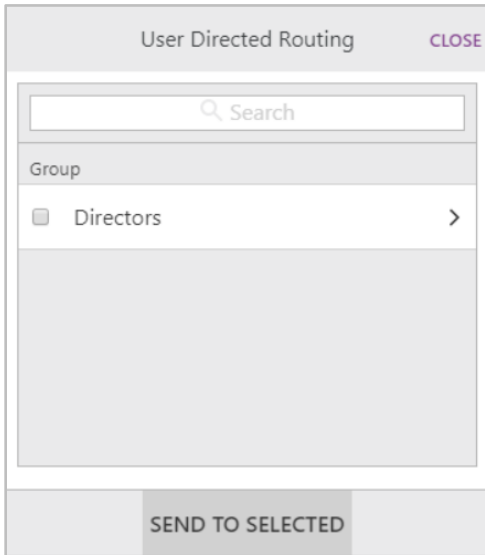 User Directed Routing CLOSE
Search
Group
Directors
SEND TO SELECTED